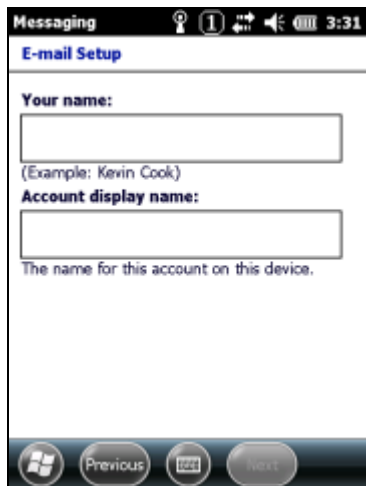 Messaging 1 3:31
E-mail Setup
Your name:
(Example: Kevin Cook)
Account display name:
The name for this account on this device.
Previous Next